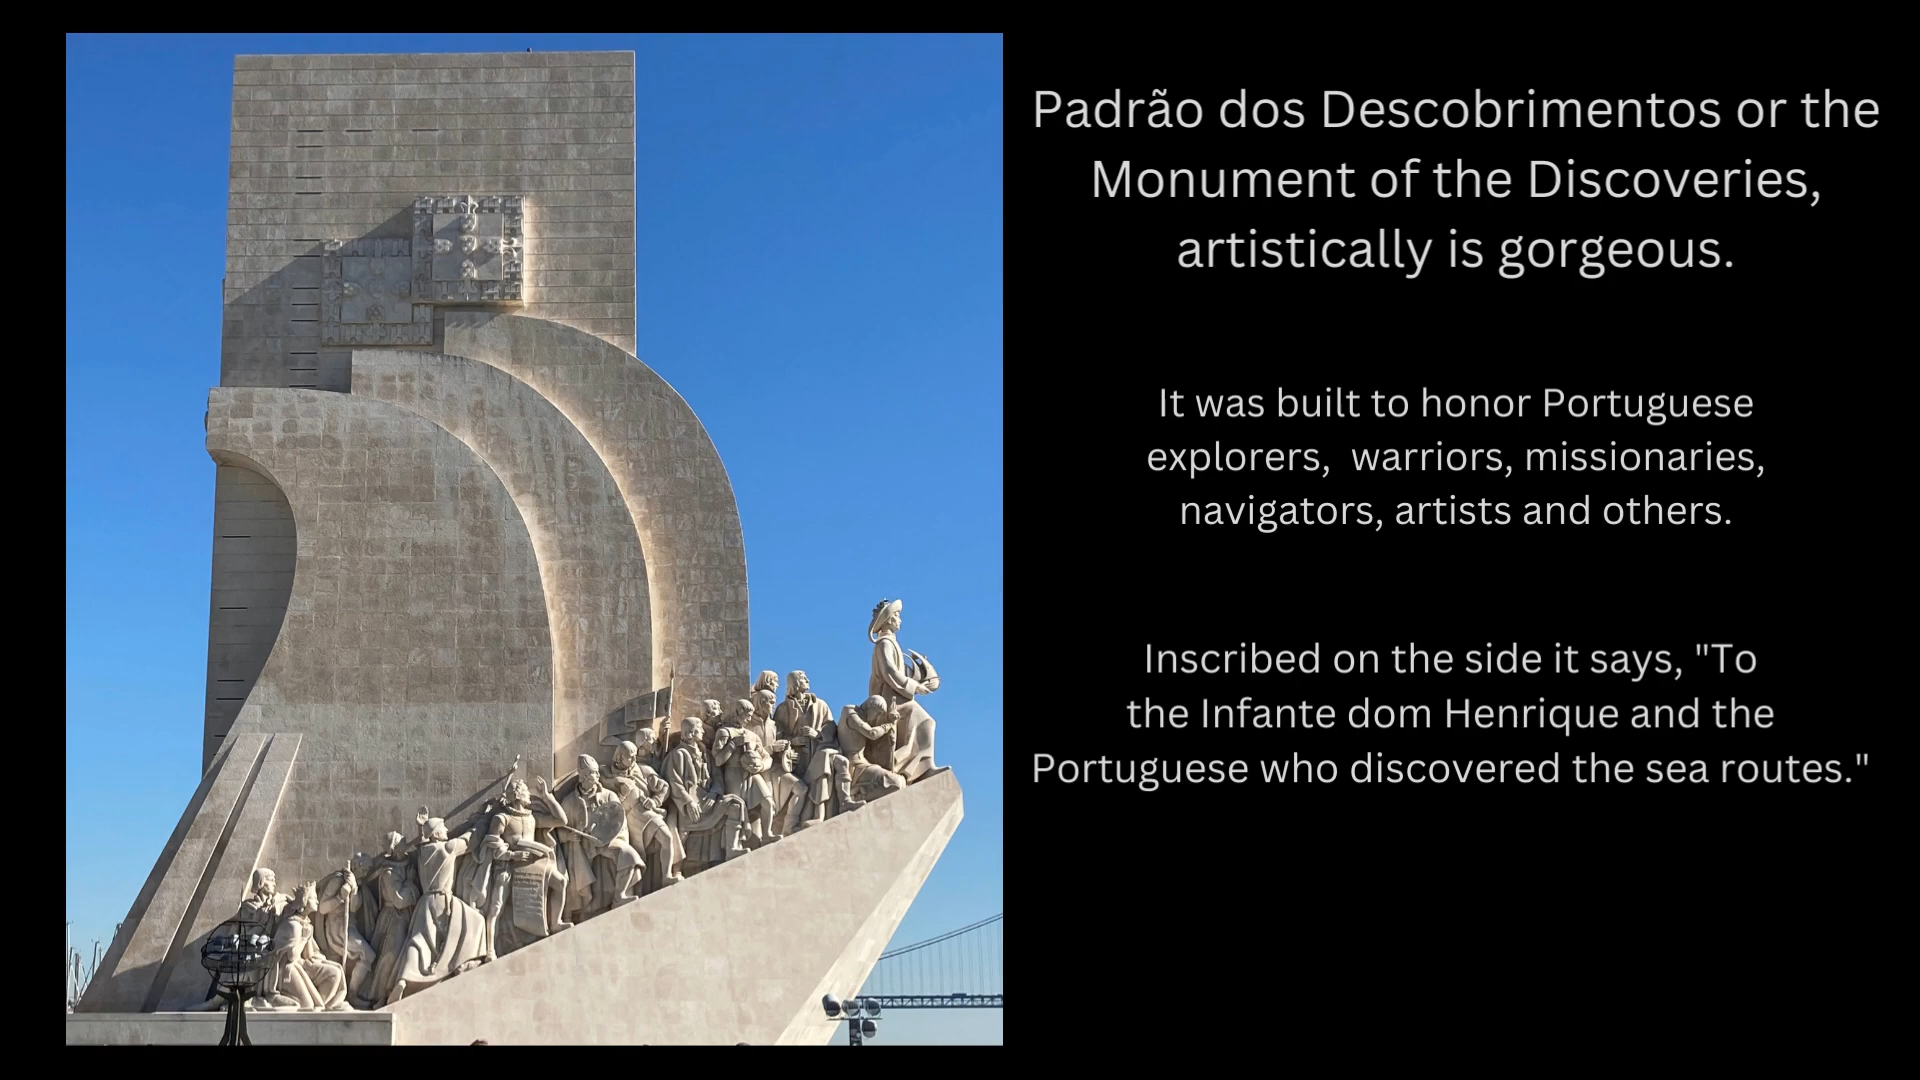 Padrão dos Descobrimentos or the
Monument of the Discoveries,
artistically is gorgeous.
It was built to honor Portuguese
explorers,  warriors, missionaries,
navigators, artists and others.
Inscribed on the side it says, "To
the Infante dom Henrique and the
Portuguese who discovered the sea routes."